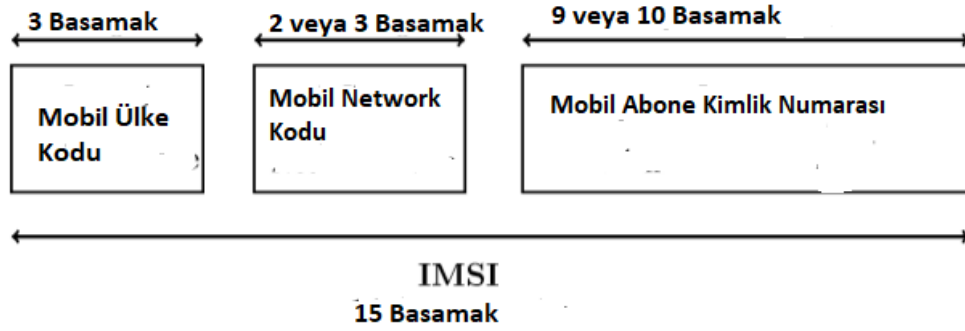 3 Basamak
2 veya 3 Basamak
9 veya 10 Basamak
Mobil Ülke
Kodu
Mobil Network
Kodu
Mobil Abone Kimlik Numarası
IMSI
15 Basamak